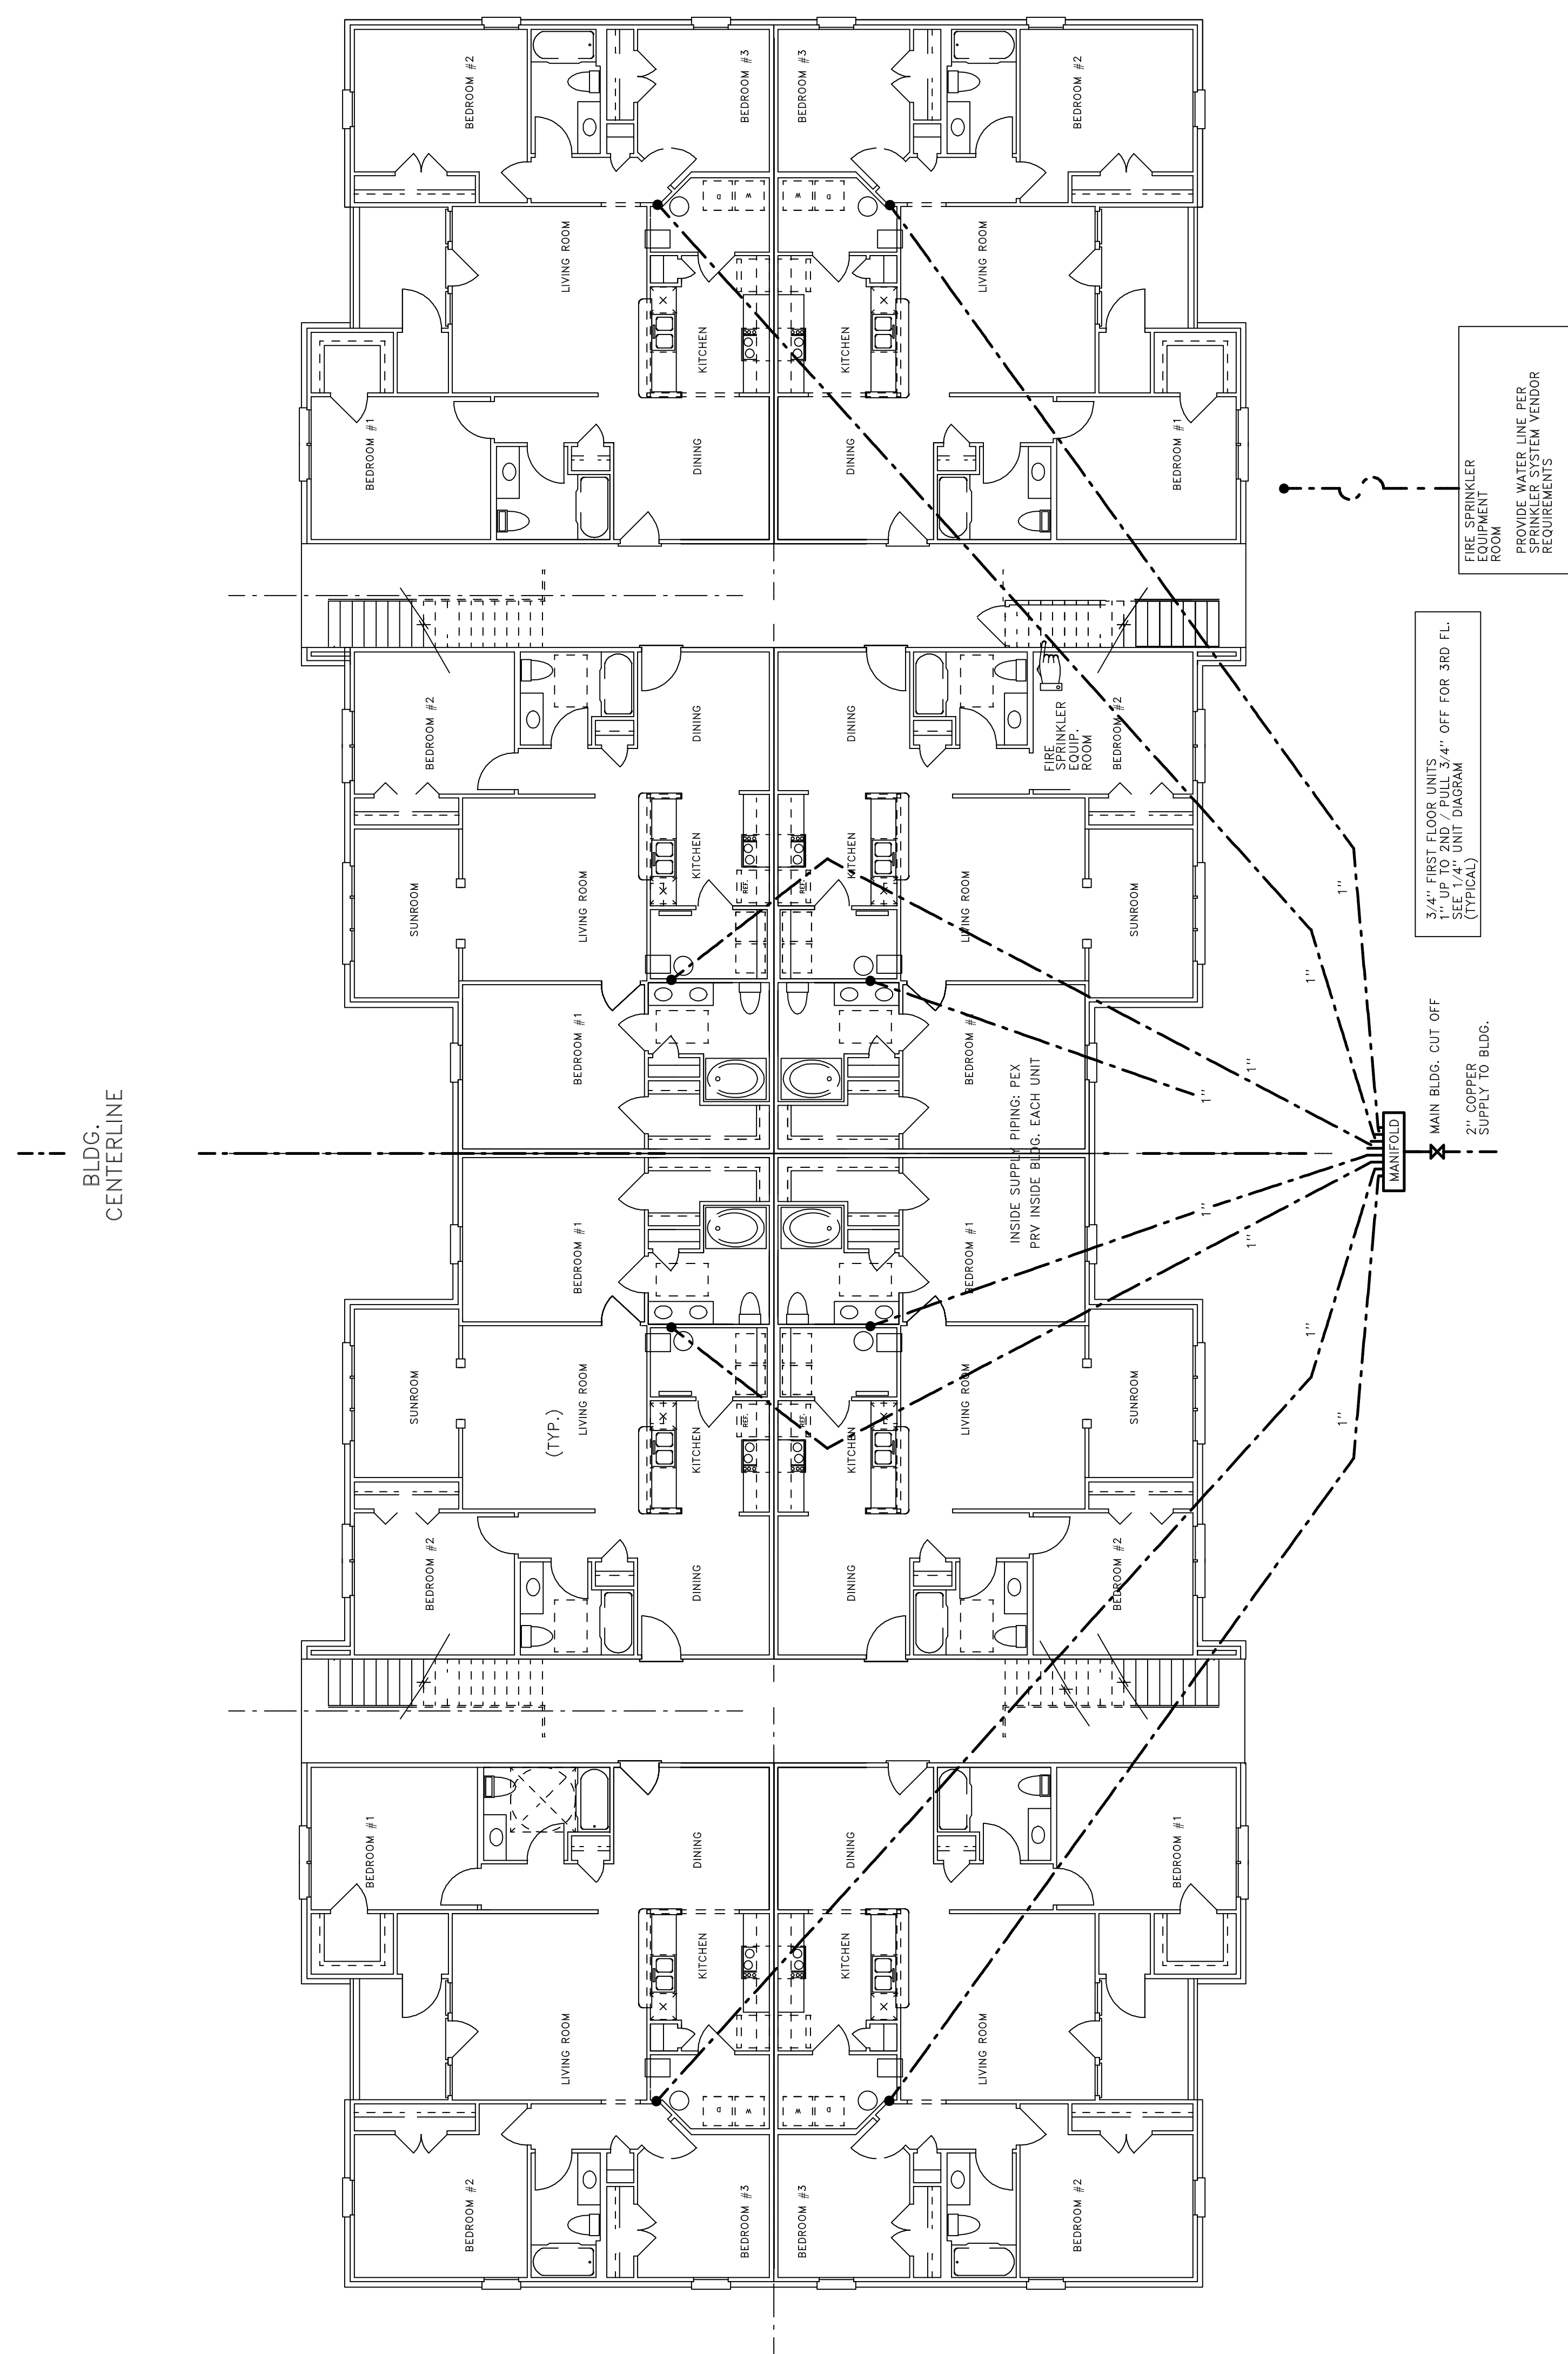 BLDG.
CENTERLINE
BEDROOM #1
BEDROOM #1
SUNROOM
SUNROOM
BEDROOM #2
BEDROOM #2
BEDROOM #2
BEDROOM #2
(TYP.)
LIVING ROOM
LIVING ROOM
BEDROOM #1
BEDROOM #1
LIVING ROOM
LIVING ROOM
KITCHEN
DINING
DINING
KITCHEN
KITCHEN
DINING
DINING
KITCHEN
D
D
BEDROOM #3
W
REF.
REF.
W
BEDROOM #3
BEDROOM #3
W
REF.
REF.
W
BEDROOM #3
D
D
KITCHEN
DINING
DINING
KITCHEN
KITCHEN
DINING
DINING
KITCHEN
LIVING ROOM
LIVING ROOM
BEDROOM #1
BEDROOM #1
LIVING ROOM
LIVING ROOM
INSIDE SUPPLY PIPING: PEX
PRV INSIDE BLDG. EACH UNIT
FIRE
SPRINKLER
EQUIP.
ROOM
BEDROOM #2
BEDROOM #2
BEDROOM #2
BEDROOM #2
SUNROOM
SUNROOM
BEDROOM #1
BEDROOM #1
1"
1"
1"
1"
1"
1"
1"
1"
MANIFOLD
MAIN BLDG. CUT OFF
2" COPPER
SUPPLY TO BLDG.
3/4" FIRST FLOOR UNITS
1" UP TO 2ND / PULL 3/4" OFF FOR 3RD FL.
SEE 1/4" UNIT DIAGRAM
(TYPICAL)
FIRE SPRINKLER
EQUIPMENT
ROOM
PROVIDE WATER LINE PER
SPRINKLER SYSTEM VENDOR
REQUIREMENTS